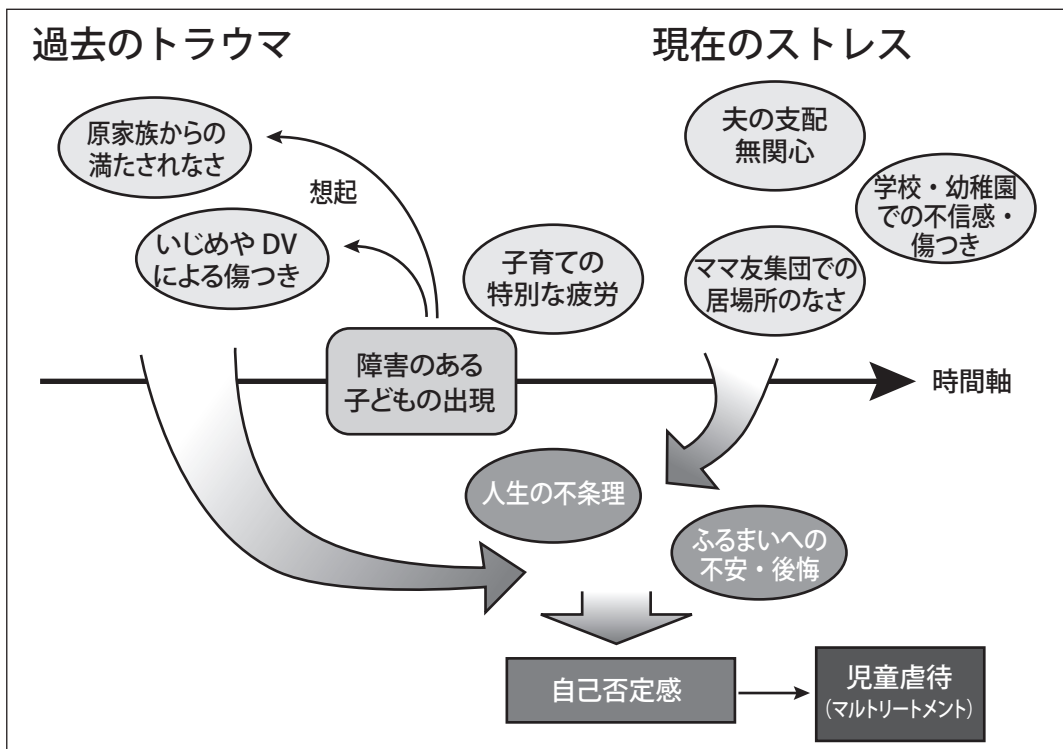 過去のトラウマ
現在のストレス
原家族からの
満たされなさ
想起
いじめや DV
による傷つき
子育ての
特別な疲労
夫の支配
無関心
学校・幼稚園
での不信感・
傷つき
ママ友集団での
居場所のなさ
障害のある
子どもの出現
時間軸
人生の不条理
ふるまいへの
不安・後悔
自己否定感
児童虐待
(マルトリートメント)